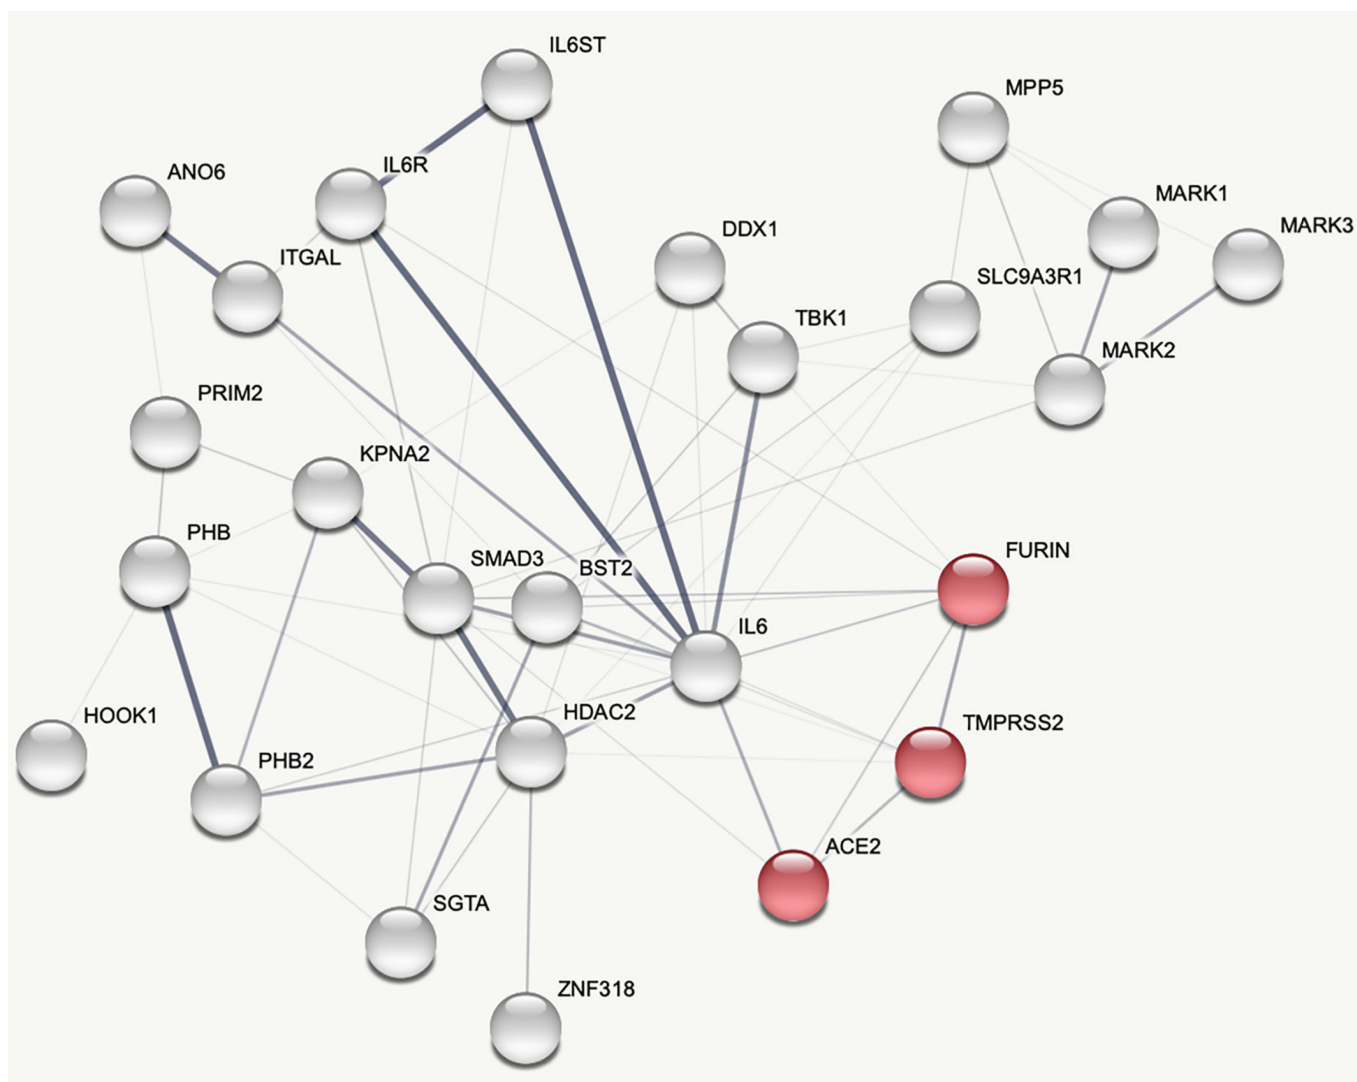 IL6ST
MPP5
IL6R
ANO6
MARK1
MARK3
DDX1
ITGAL
SLC9A3R1
TBK1
MARK2
PRIM2
KPNA2
PHB
SMAD3
BST2
FURIN
IL6
HOOK1
HDAC2
TMPRSS2
PHB2
ACE2
SGTA
ZNF318